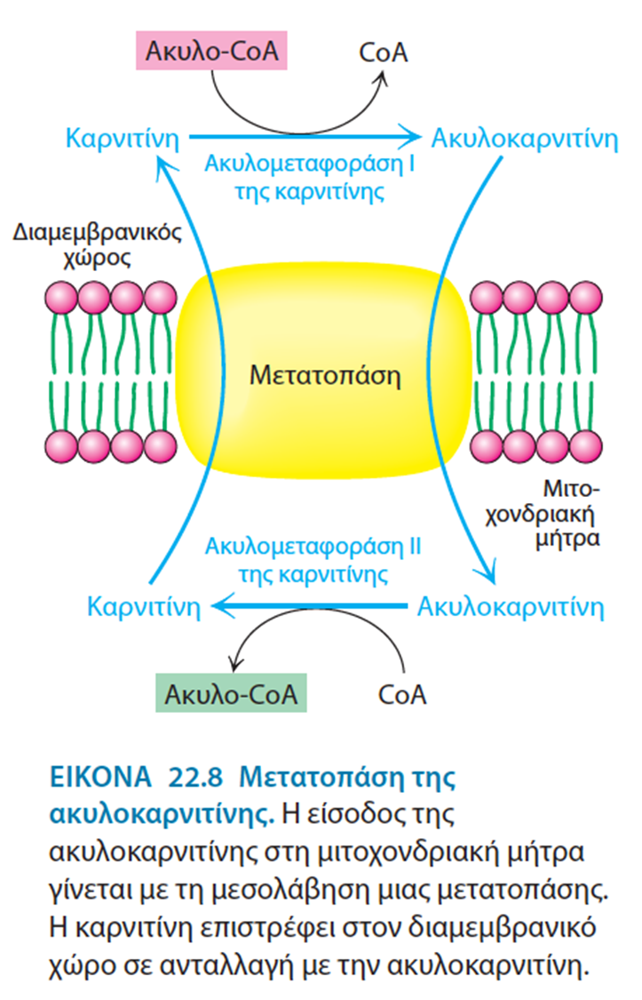 Ακυλο-CoA CoA
Καρνιτίνη Ακυλοκαρνιτίνη
Ακυλομεταφοράση I
της καρνιτίνης
Διαμεμβρανικός
χώρος
Μετατοπάση
Μιτο-
χονδριακή
μήτρα
Ακυλομεταφοράση II
της καρνιτίνης
Καρνιτίνη Ακυλοκαρνιτίνη
Ακυλο-CoA CoA
ΕΙΚΟΝΑ 22.8 Μετατοπάση της
ακυλοκαρνιτίνης. Η είσοδος της
ακυλοκαρνιτίνης στη μιτοχονδριακή μήτρα
γίνεται με τη μεσολάβηση μιας μετατοπάσης.
Η καρνιτίνη επιστρέφει στον διαμεμβρανικό
χώρο σε ανταλλαγή με την ακυλοκαρνιτίνη.